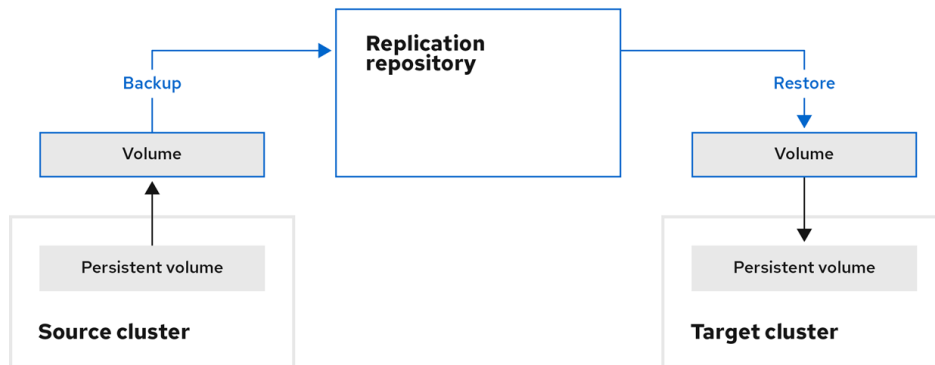 Replication
repository
Backup
Restore
Volume
Volume
Persistent volume
Persistent volume
Source cluster
Target cluster